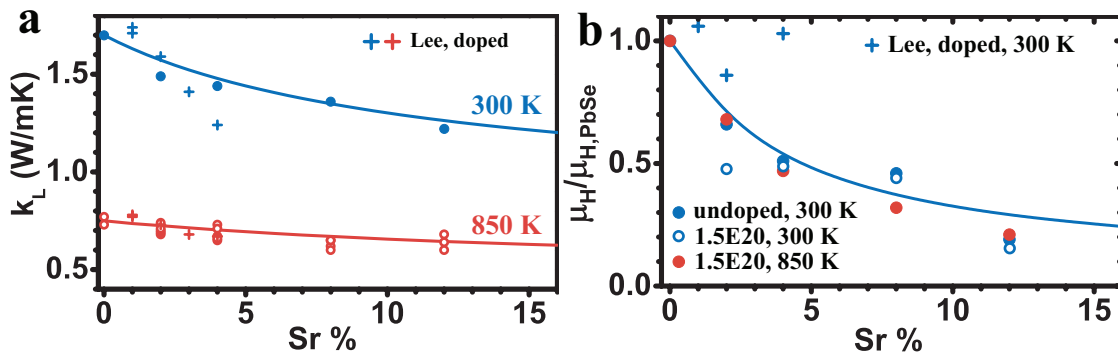 a
k_L (W/mK)
1.5
1.0
0.5
+ + Lee, doped
300 K
850 K
0 5 10 15
Sr %
b
μ_H/μ_H,PbSe
1.0
0.5
0.0
+ Lee, doped, 300 K
undoped, 300 K
1.5E20, 300 K
1.5E20, 850 K
0 5 10 15
Sr %